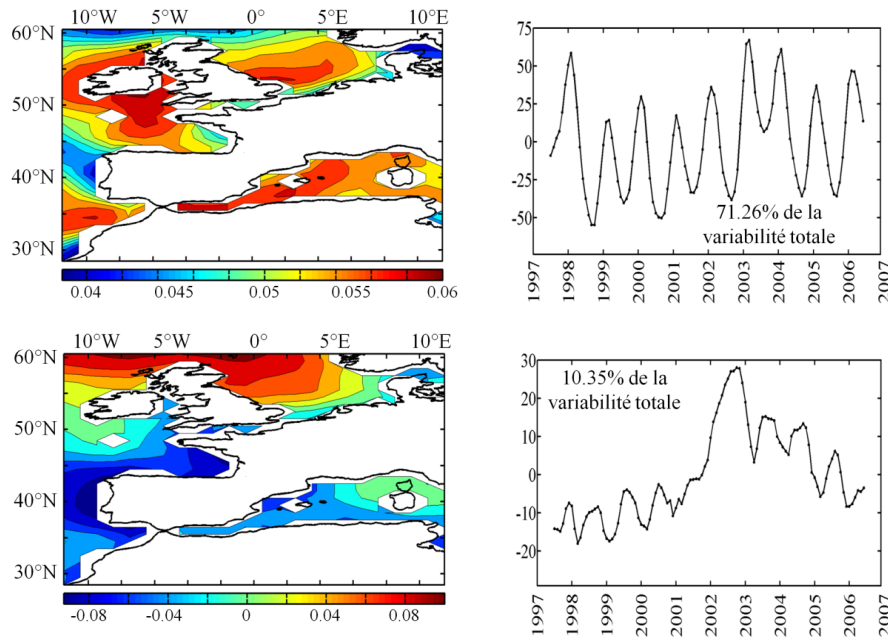 10°W 5°W 0° 5°E 10°E
60°N
50°N
40°N
30°N
0.04 0.045 0.05 0.055 0.06
75
50
25
0
-25
-50
71.26% de la
variabilité totale
1997 1998 1999 2000 2001 2002 2003 2004 2005 2006 2007
10°W 5°W 0° 5°E 10°E
60°N
50°N
40°N
30°N
-0.08 -0.04 0 0.04 0.08
30
20
10
0
-10
-20
10.35% de la
variabilité totale
1997 1998 1999 2000 2001 2002 2003 2004 2005 2006 2007